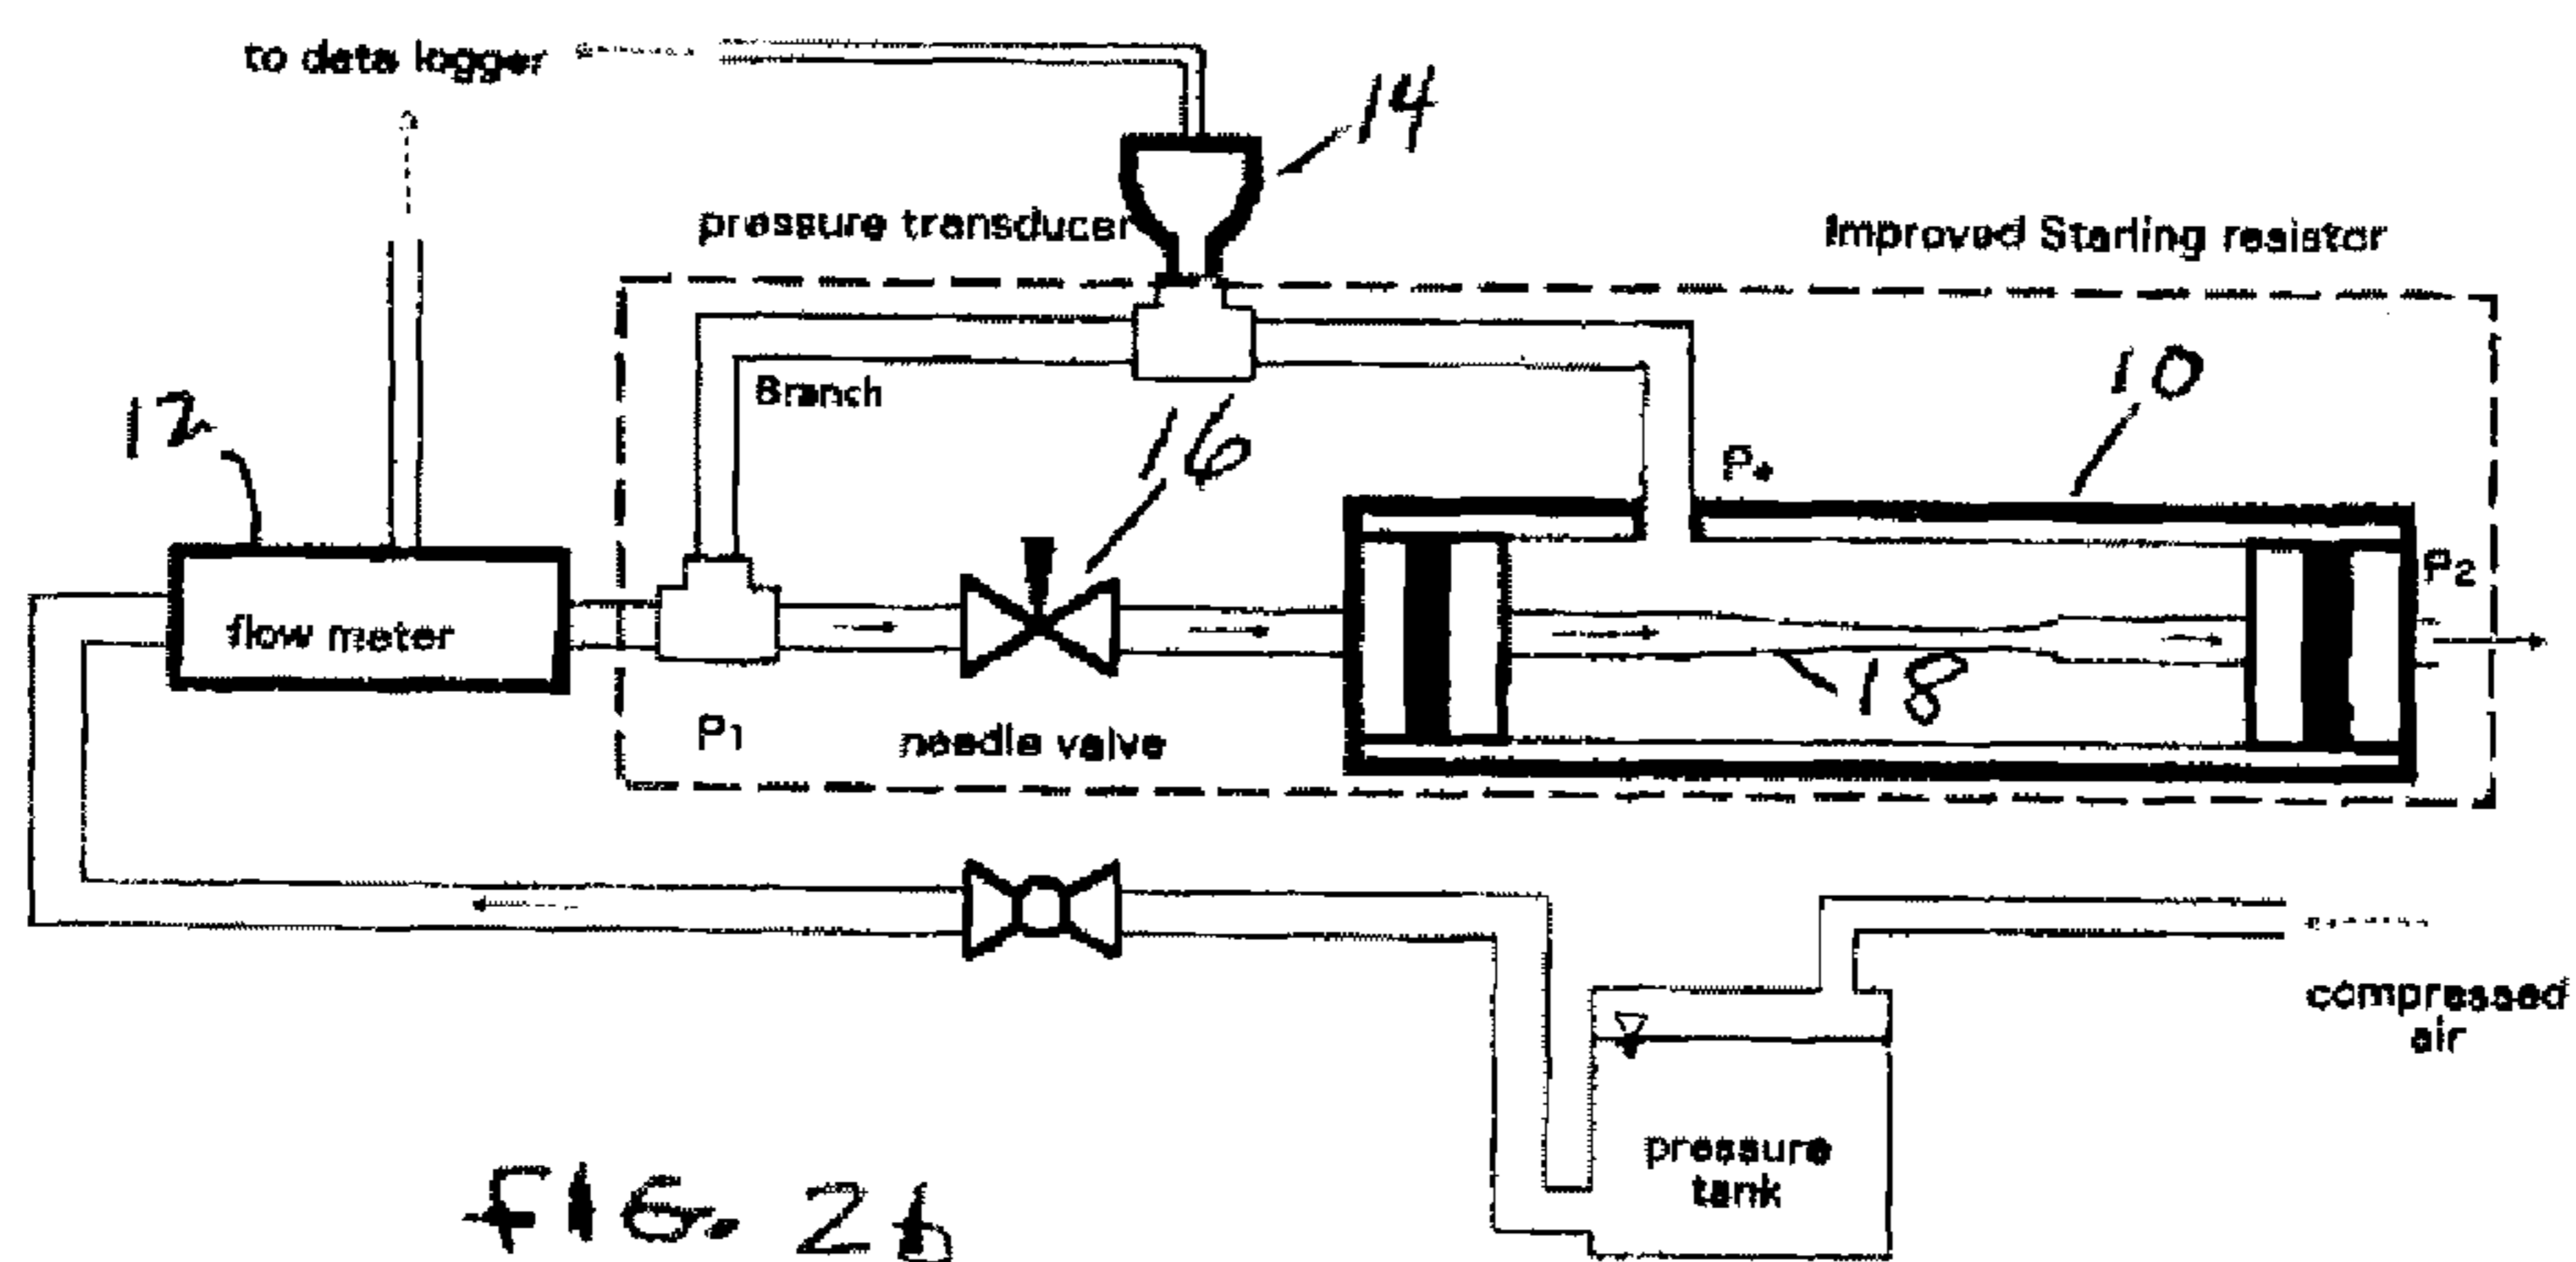 to data logger
14
pressure transducer
Improved Starling resistor
10
Branch
12
16
Pe
P2
flow meter
18
P1
needle valve
compressed
air
pressure
tank
FIG. 2b